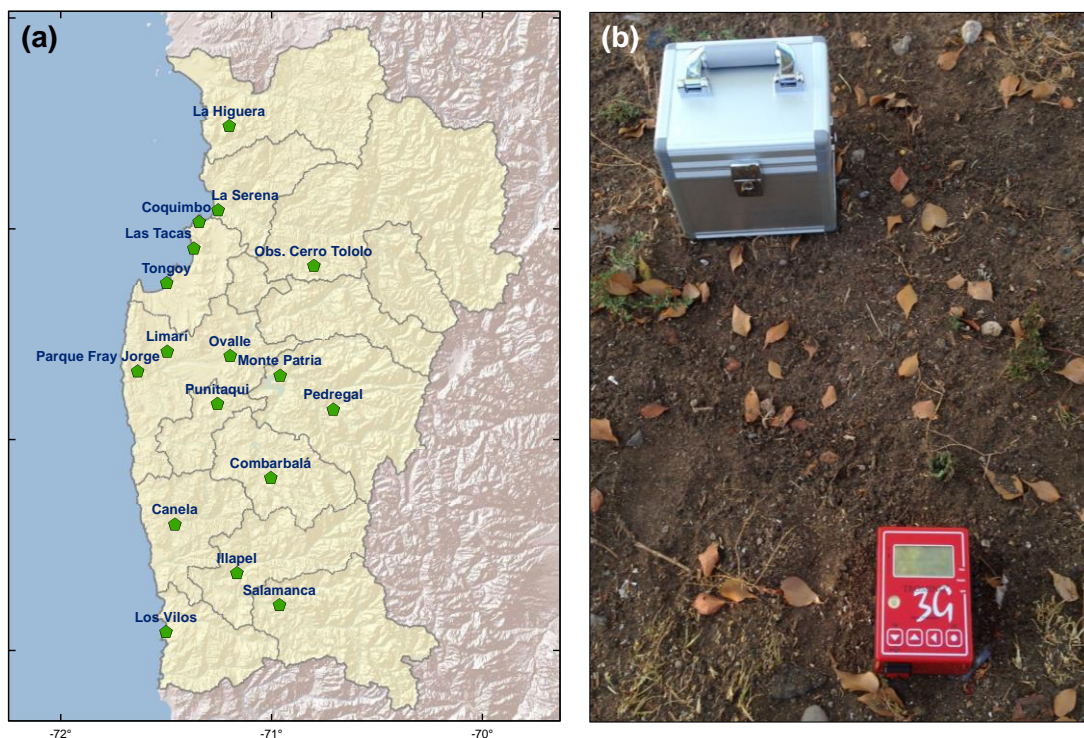 (a)
La Higuera
La Serena
Coquimbo
Las Tacas
Obs. Cerro Tololo
Tongoy
Limarí
Ovalle
Parque Fray Jorge
Monte Patria
Punitaqui
Pedregal
Combarbalá
Canela
Illapel
Salamanca
Los Vilos
-72°
-71°
-70°
(b)
3G